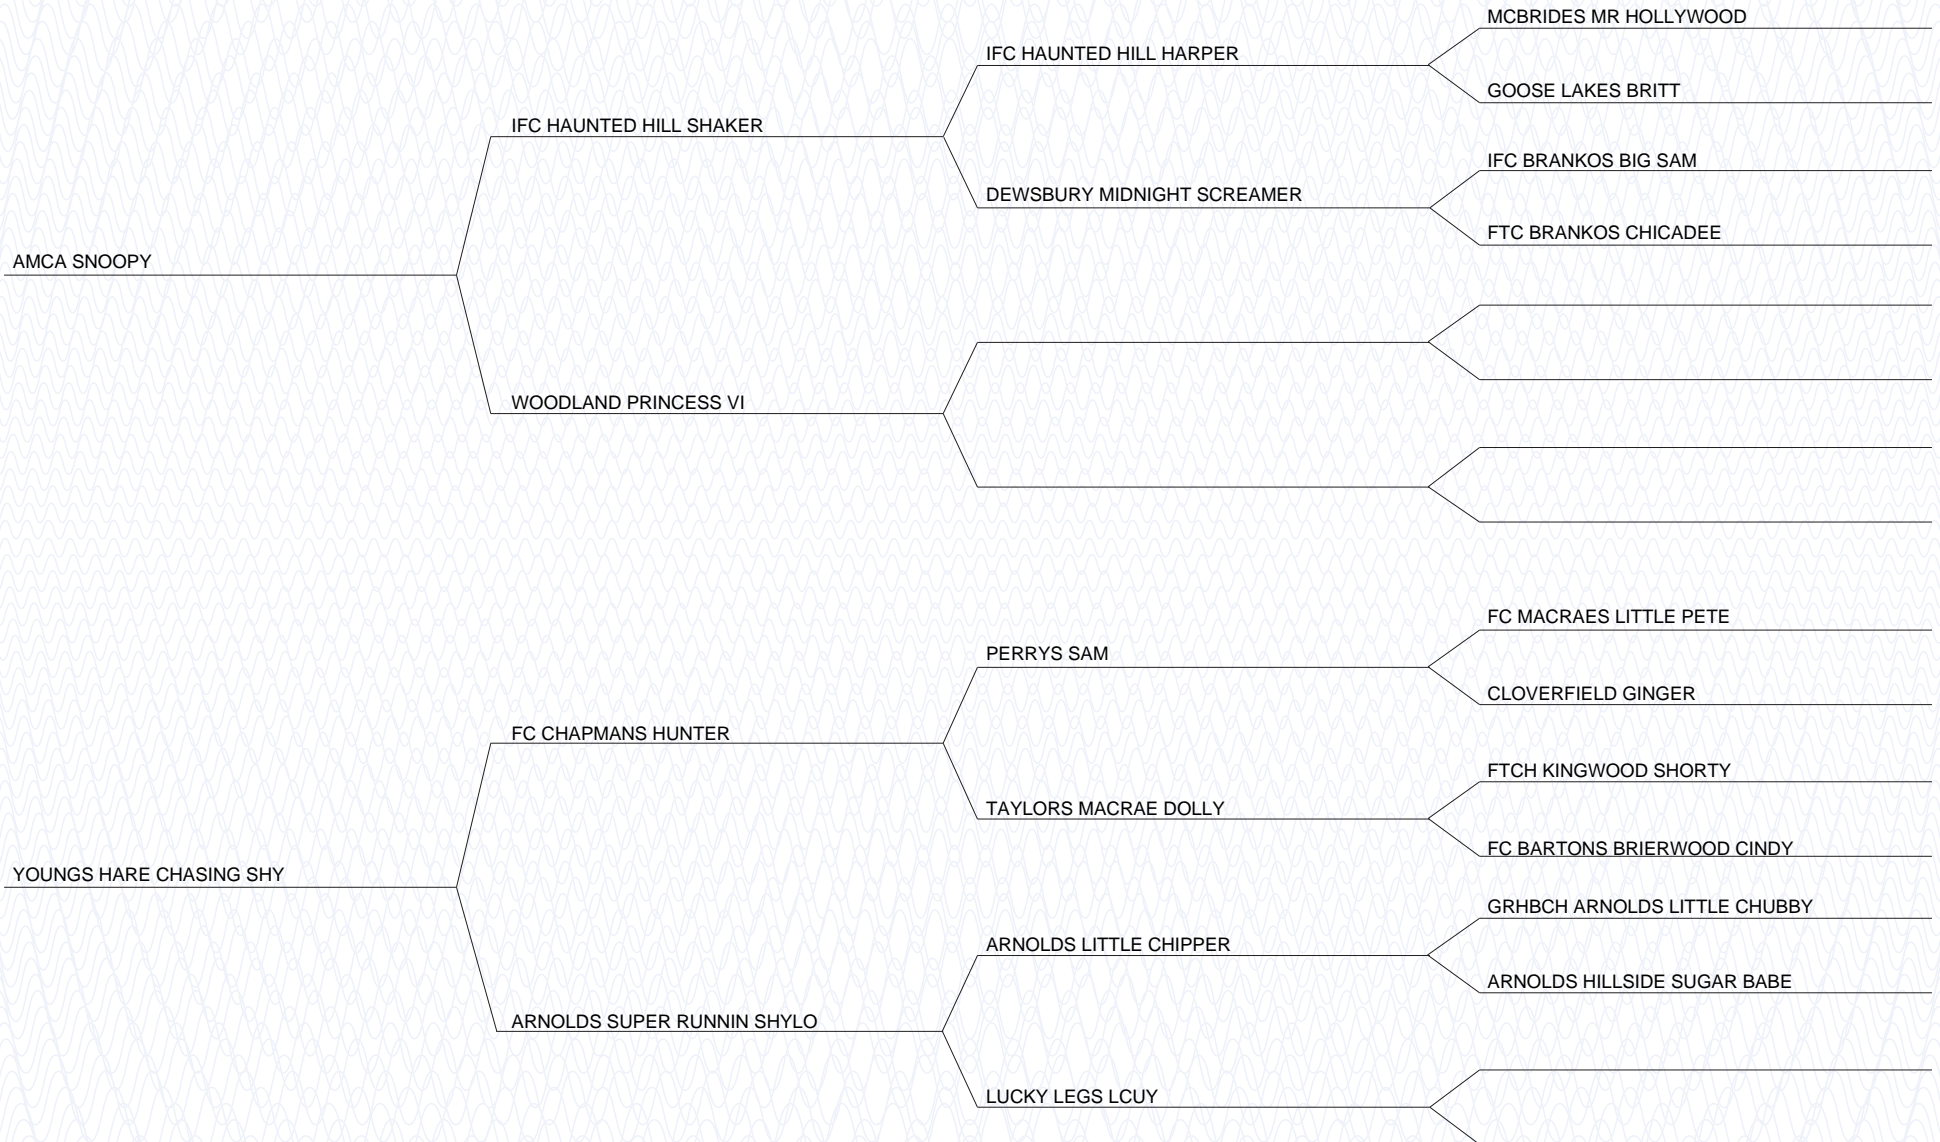 MCBRIDES MR HOLLYWOOD
IFC HAUNTED HILL HARPER
GOOSE LAKES BRITT
IFC HAUNTED HILL SHAKER
IFC BRANKOS BIG SAM
DEWSBURY MIDNIGHT SCREAMER
FTC BRANKOS CHICADEE
AMCA SNOOPY
WOODLAND PRINCESS VI
FC MACRAES LITTLE PETE
PERRYS SAM
CLOVERFIELD GINGER
FC CHAPMANS HUNTER
FTCH KINGWOOD SHORTY
TAYLORS MACRAE DOLLY
FC BARTONS BRIERWOOD CINDY
YOUNGS HARE CHASING SHY
GRHBCH ARNOLDS LITTLE CHUBBY
ARNOLDS LITTLE CHIPPER
ARNOLDS HILLSIDE SUGAR BABE
ARNOLDS SUPER RUNNIN SHYLO
LUCKY LEGS LCUY